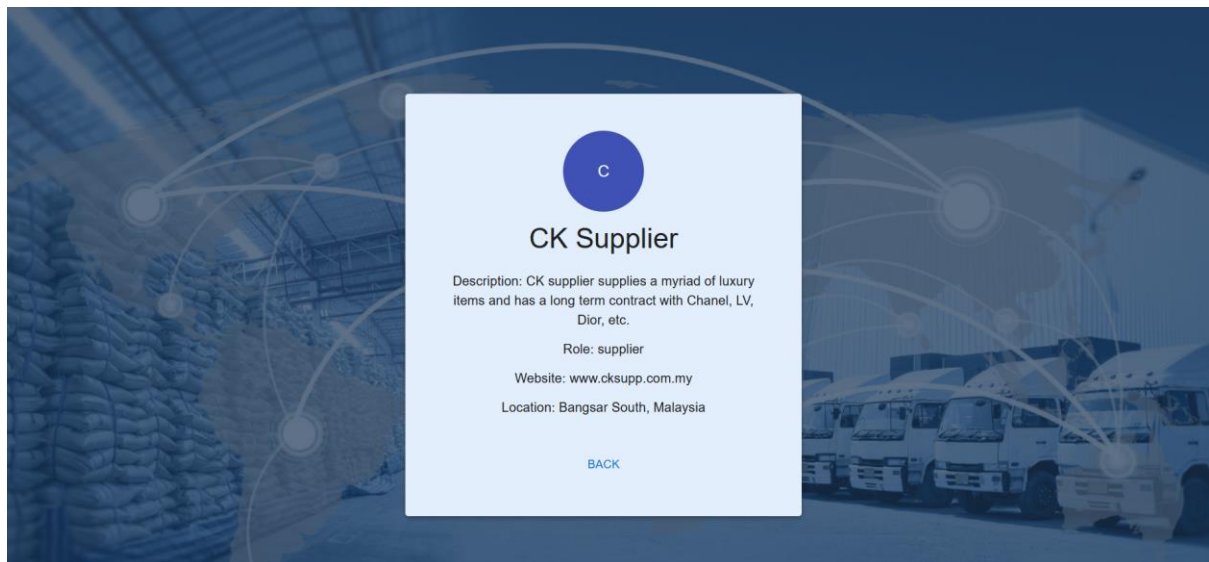 C
CK Supplier
Description: CK supplier supplies a myriad of luxury
items and has a long term contract with Chanel, LV,
Dior, etc.
Role: supplier
Website: www.cksupp.com.my
Location: Bangsar South, Malaysia
BACK